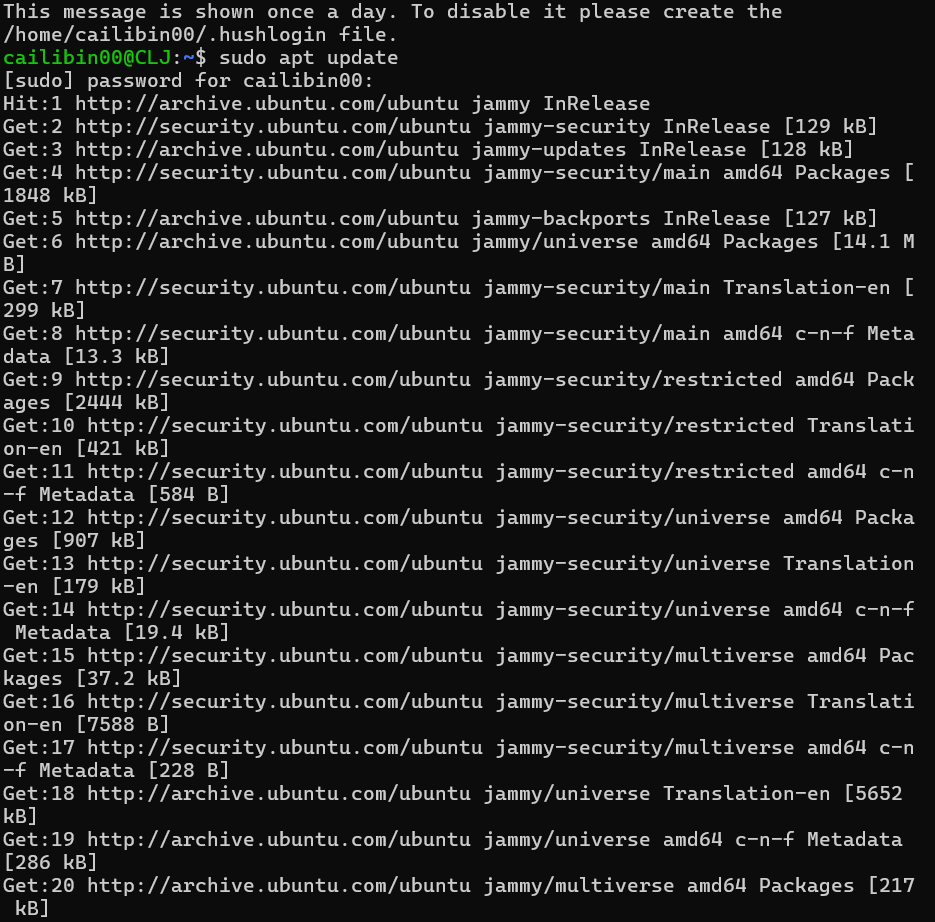 This message is shown once a day. To disable it please create the
/home/cailibin00/.hushlogin file.
cailibin00@CLJ:~$ sudo apt update
[sudo] password for cailibin00:
Hit:1 http://archive.ubuntu.com/ubuntu jammy InRelease
Get:2 http://security.ubuntu.com/ubuntu jammy-security InRelease [129 kB]
Get:3 http://archive.ubuntu.com/ubuntu jammy-updates InRelease [128 kB]
Get:4 http://security.ubuntu.com/ubuntu jammy-security/main amd64 Packages [
1848 kB]
Get:5 http://archive.ubuntu.com/ubuntu jammy-backports InRelease [127 kB]
Get:6 http://archive.ubuntu.com/ubuntu jammy/universe amd64 Packages [14.1 M
B]
Get:7 http://security.ubuntu.com/ubuntu jammy-security/main Translation-en [
299 kB]
Get:8 http://security.ubuntu.com/ubuntu jammy-security/main amd64 c-n-f Meta
data [13.3 kB]
Get:9 http://security.ubuntu.com/ubuntu jammy-security/restricted amd64 Pack
ages [2444 kB]
Get:10 http://security.ubuntu.com/ubuntu jammy-security/restricted Translati
on-en [421 kB]
Get:11 http://security.ubuntu.com/ubuntu jammy-security/restricted amd64 c-n
-f Metadata [584 B]
Get:12 http://security.ubuntu.com/ubuntu jammy-security/universe amd64 Packa
ges [907 kB]
Get:13 http://security.ubuntu.com/ubuntu jammy-security/universe Translation
-en [179 kB]
Get:14 http://security.ubuntu.com/ubuntu jammy-security/universe amd64 c-n-f
 Metadata [19.4 kB]
Get:15 http://security.ubuntu.com/ubuntu jammy-security/multiverse amd64 Pac
kages [37.2 kB]
Get:16 http://security.ubuntu.com/ubuntu jammy-security/multiverse Translati
on-en [7588 B]
Get:17 http://security.ubuntu.com/ubuntu jammy-security/multiverse amd64 c-n
-f Metadata [228 B]
Get:18 http://archive.ubuntu.com/ubuntu jammy/universe Translation-en [5652
kB]
Get:19 http://archive.ubuntu.com/ubuntu jammy/universe amd64 c-n-f Metadata
[286 kB]
Get:20 http://archive.ubuntu.com/ubuntu jammy/multiverse amd64 Packages [217
 kB]